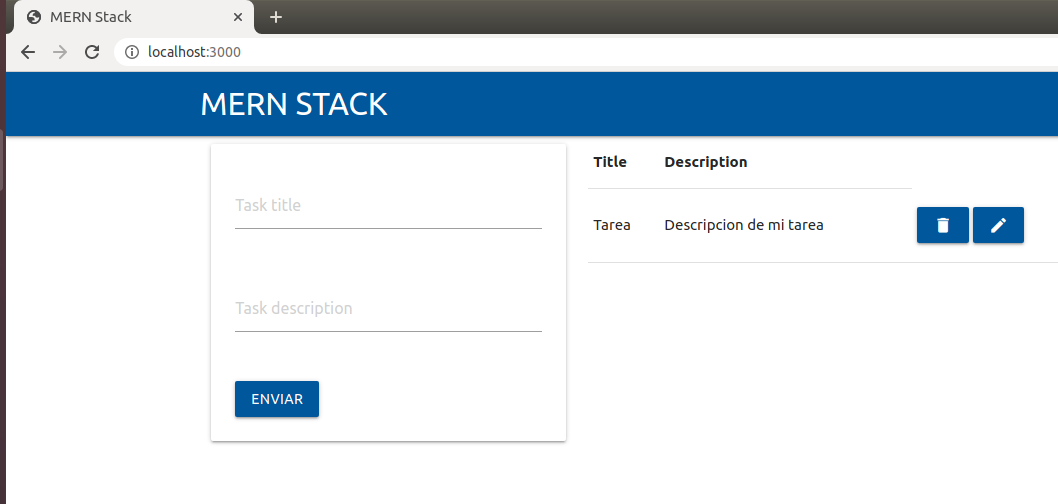 MERN Stack
localhost:3000
MERN STACK
Task title
Task description
ENVIAR
Title Description
Tarea Descripcion de mi tarea